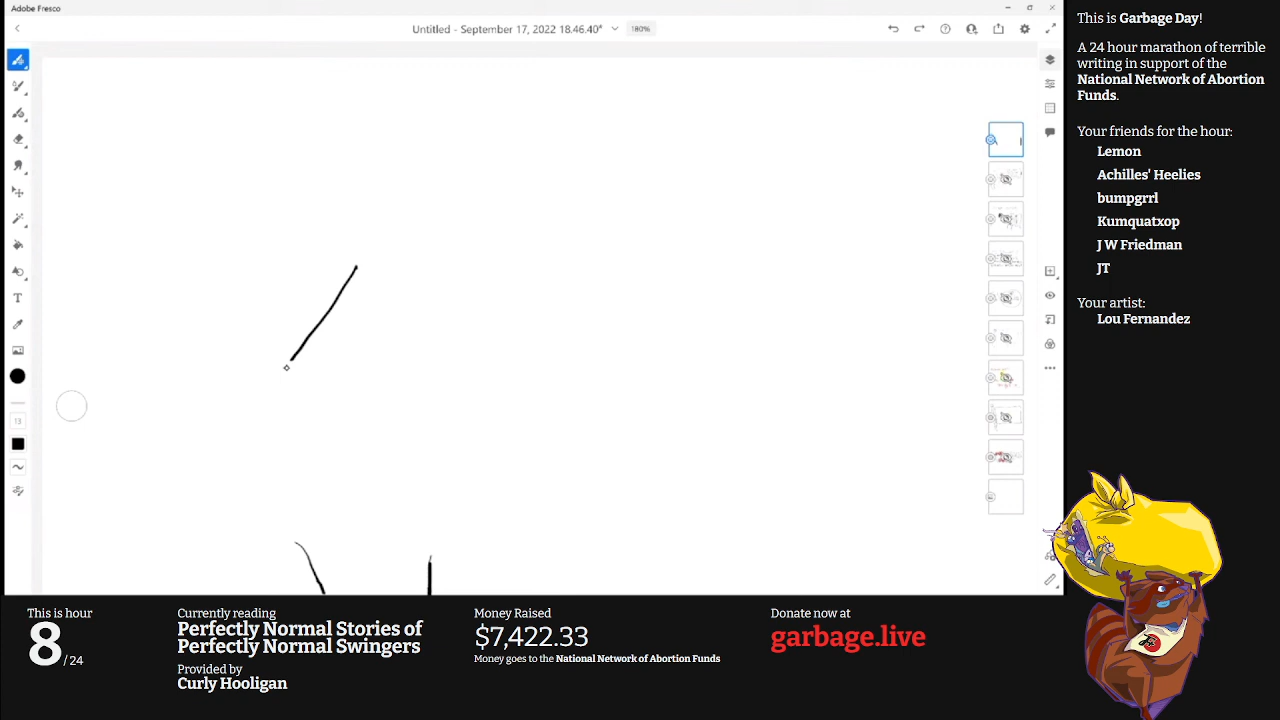 Adobe Fresco
Untitled - September 17, 2022 18.46.40*
180%
13
This is Garbage Day!
A 24 hour marathon of terrible
writing in support of the
National Network of Abortion
Funds.
Your friends for the hour:
Lemon
Achilles' Heelies
bumpgrrl
Kumquatxop
J W Friedman
JT
Your artist:
Lou Fernandez
This is hour
8 / 24
Currently reading
Perfectly Normal Stories of
Perfectly Normal Swingers
Provided by
Curly Hooligan
Money Raised
$7,422.33
Money goes to the National Network of Abortion Funds
Donate now at
garbage.live